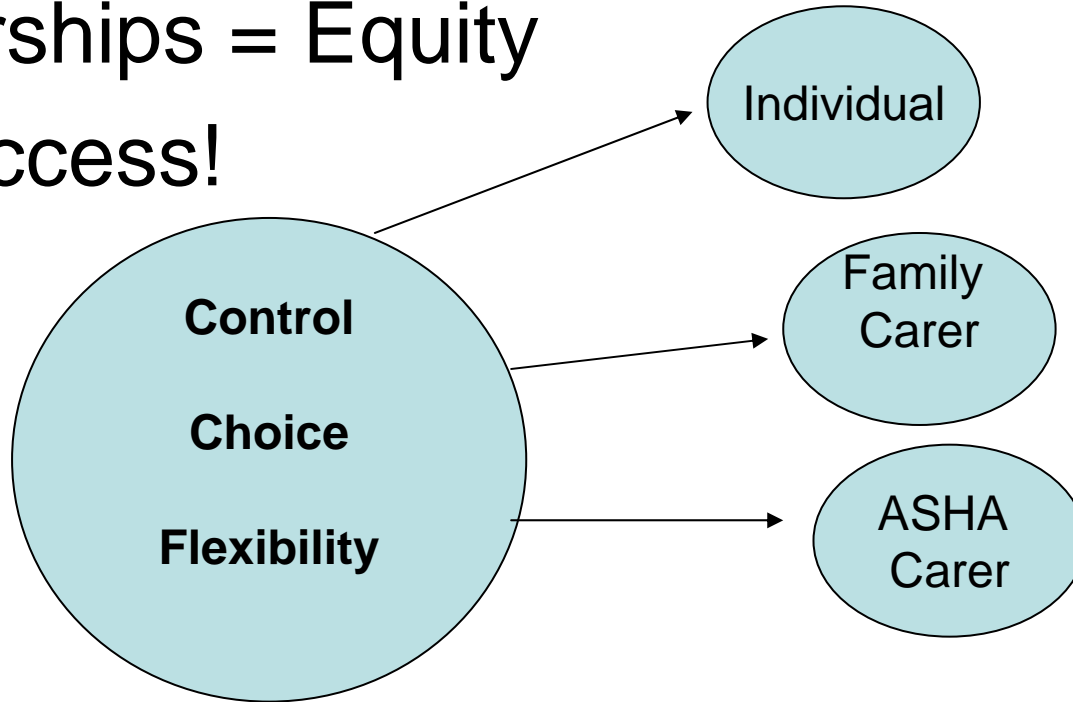 rships = Equity
ccess!
Individual
Control
Choice
Flexibility
Family
Carer
ASHA
Carer